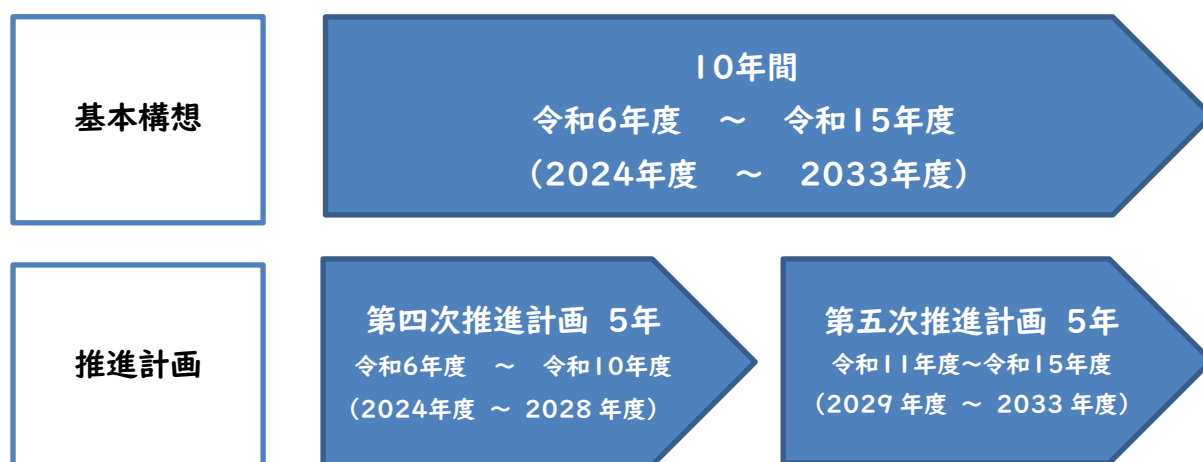 基本構想
10年間
令和6年度　～　令和15年度
（2024年度　～　2033年度）
推進計画
第四次推進計画 5年
令和6年度　～　令和10年度
（2024年度 ～ 2028 年度）
第五次推進計画 5年
令和11年度～令和15年度
（2029 年度 ～ 2033 年度）